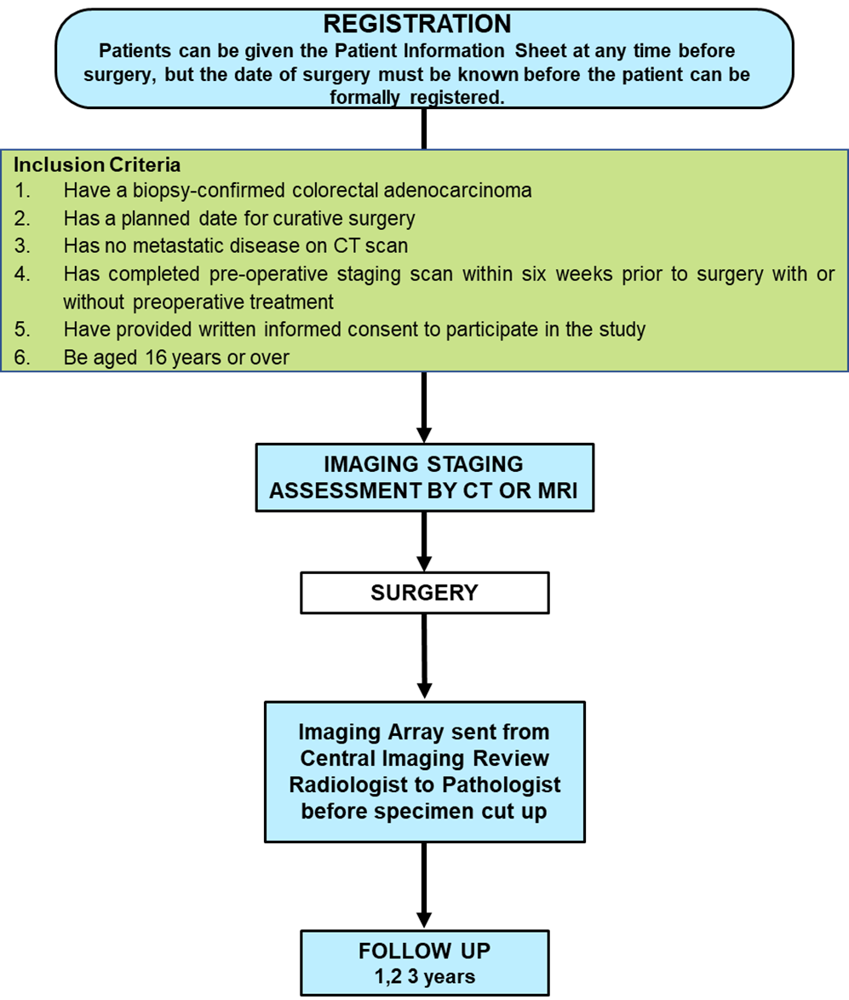 REGISTRATION
Patients can be given the Patient Information Sheet at any time before
surgery, but the date of surgery must be known before the patient can be
formally registered.
Inclusion Criteria
1. Have a biopsy-confirmed colorectal adenocarcinoma
2. Has a planned date for curative surgery
3. Has no metastatic disease on CT scan
4. Has completed pre-operative staging scan within six weeks prior to surgery with or
without preoperative treatment
5. Have provided written informed consent to participate in the study
6. Be aged 16 years or over
IMAGING STAGING
ASSESSMENT BY CT OR MRI
SURGERY
Imaging Array sent from
Central Imaging Review
Radiologist to Pathologist
before specimen cut up
FOLLOW UP
1,2 3 years